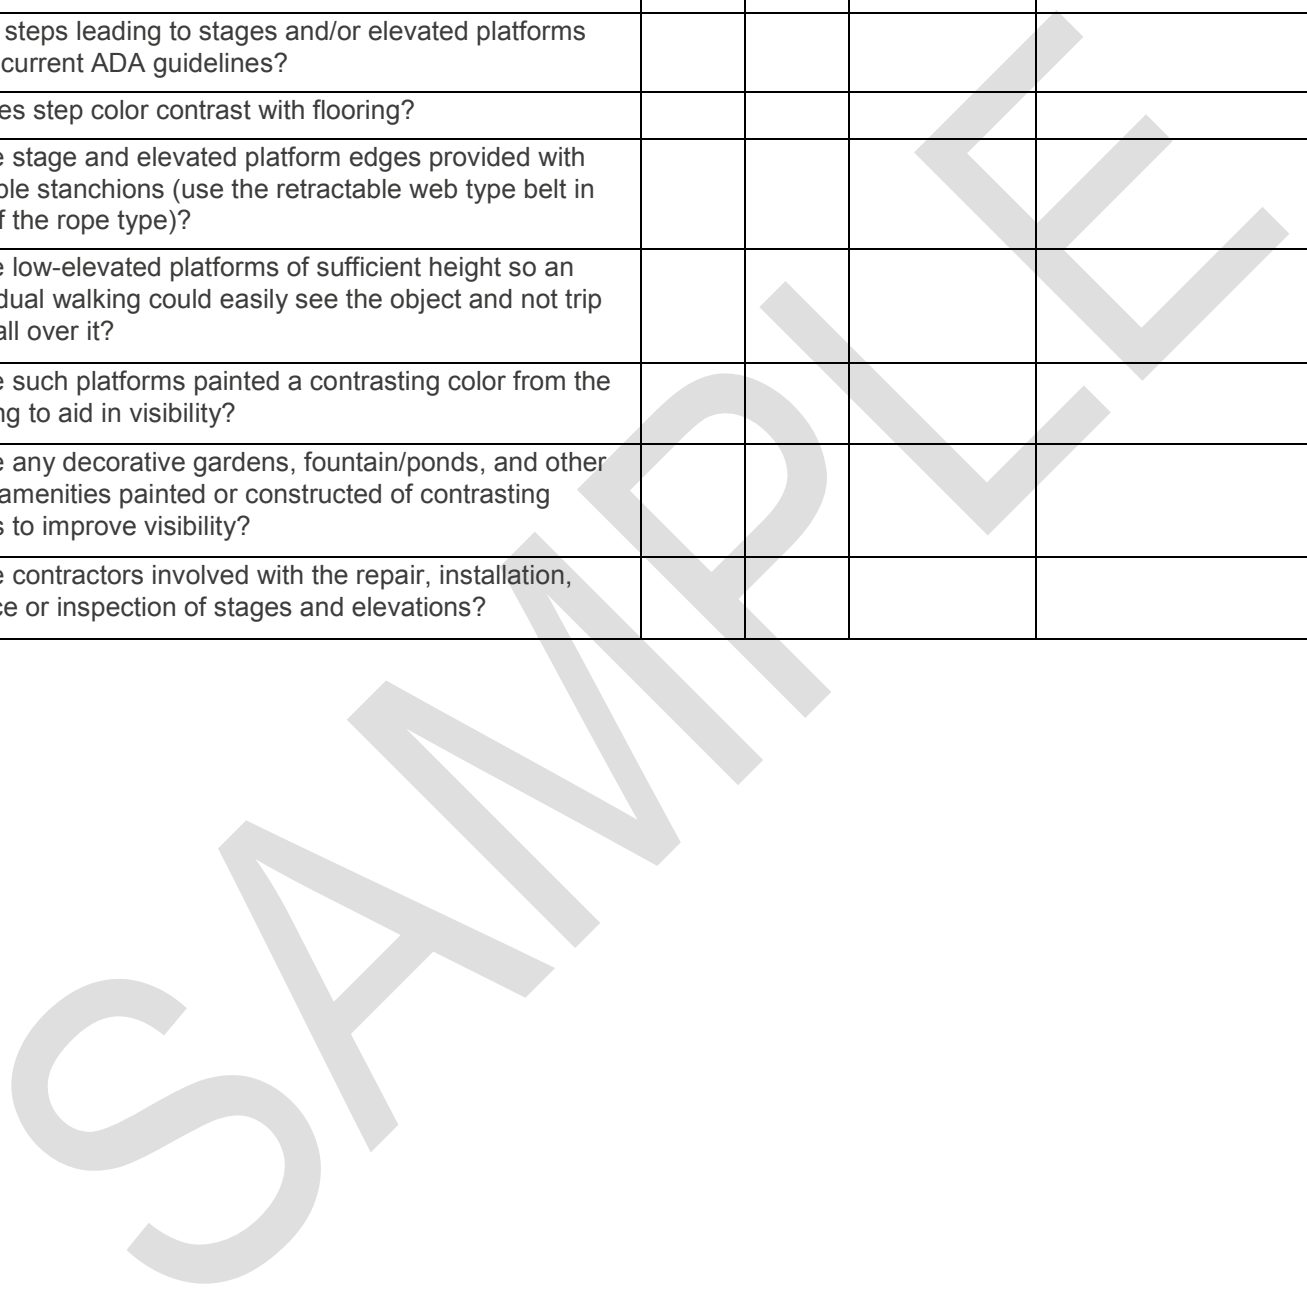 steps leading to stages and/or elevated platforms
current ADA guidelines?
es step color contrast with flooring?
e stage and elevated platform edges provided with
ble stanchions (use the retractable web type belt in
f the rope type)?
e low-elevated platforms of sufficient height so an
dual walking could easily see the object and not trip
all over it?
e such platforms painted a contrasting color from the
ng to aid in visibility?
e any decorative gardens, fountain/ponds, and other
amenities painted or constructed of contrasting
s to improve visibility?
e contractors involved with the repair, installation,
ce or inspection of stages and elevations?
SAMPLE